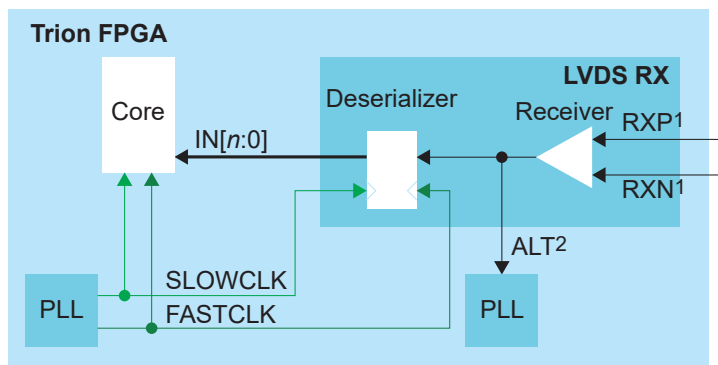 Trion FPGA
LVDS RX
Deserializer
Core
Receiver
RXP1
IN[n:0]
RXN1
ALT2
SLOWCLK
PLL
PLL
FASTCLK